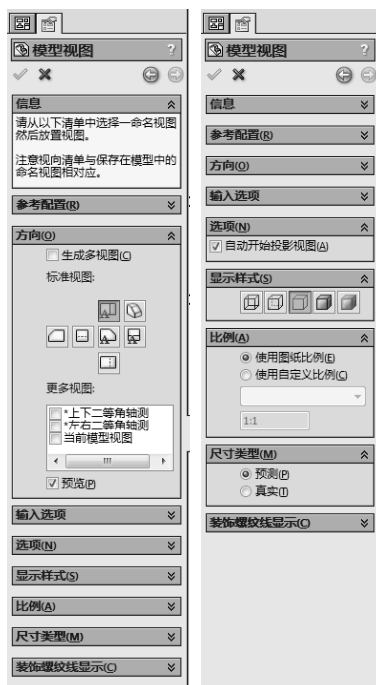 模型视图 ?
信息
请从以下清单中选择一命名视图
然后放置视图。
注意视向清单与保存在模型中的
命名视图相对应。
参考配置(R)
方向(O)
生成多视图(C)
标准视图:
更多视图:
*上下二等角轴测
*左右二等角轴测
当前模型视图
预览(P)
输入选项
选项(N)
显示样式(S)
比例(A)
尺寸类型(M)
装饰螺纹线显示(C)
模型视图 ?
信息
参考配置(R)
方向(O)
输入选项
选项(N)
自动开始投影视图(A)
显示样式(S)
比例(A)
使用图纸比例(E)
使用自定义比例(C)
1:1
尺寸类型(M)
预测(P)
真实(T)
装饰螺纹线显示(C)